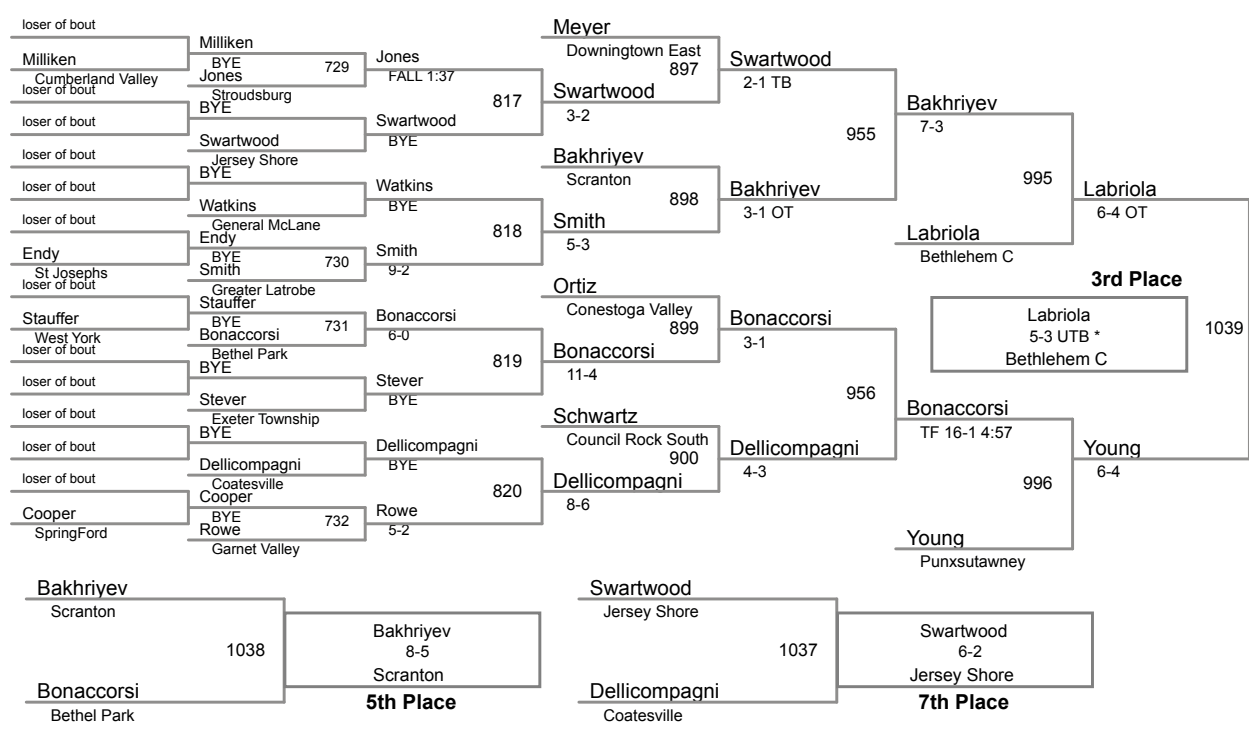 loser of bout
Milliken
Cumberland Valley
loser of bout
loser of bout
loser of bout
loser of bout
loser of bout
Endy
St Josephs
loser of bout
Stauffer
West York
loser of bout
loser of bout
loser of bout
loser of bout
loser of bout
Cooper
SpringFord
Milliken
BYE
729
Jones
Stroudsburg
BYE
Swartwood
Jersey Shore
BYE
Watkins
General McLane
Endy
BYE
730
Smith
Greater Latrobe
Stauffer
BYE
731
Bonaccorsi
Bethel Park
BYE
Stever
Exeter Township
BYE
Dellicompagni
Coatesville
Cooper
BYE
732
Rowe
Garnet Valley
Jones
FALL 1:37
817
Swartwood
BYE
Watkins
BYE
818
Smith
9-2
Bonaccorsi
6-0
819
Stever
BYE
Dellicompagni
BYE
820
Rowe
5-2
Meyer
Downingtown East
897
Swartwood
3-2
Bakhriyev
Scranton
898
Smith
5-3
Ortiz
Conestoga Valley
899
Bonaccorsi
11-4
Schwartz
Council Rock South
900
Dellicompagni
8-6
Swartwood
2-1 TB
955
Bakhriyev
3-1 OT
Bonaccorsi
3-1
956
Dellicompagni
4-3
Bakhriyev
7-3
995
Labriola
Bethlehem C
Bonaccorsi
TF 16-1 4:57
996
Young
Punxsutawney
Labriola
6-4 OT
3rd Place
Labriola
5-3 UTB *
Bethlehem C
1039
Young
6-4
Bakhriyev
Scranton
1038
Bonaccorsi
Bethel Park
Bakhriyev
8-5
Scranton
5th Place
Swartwood
Jersey Shore
1037
Dellicompagni
Coatesville
Swartwood
6-2
Jersey Shore
7th Place